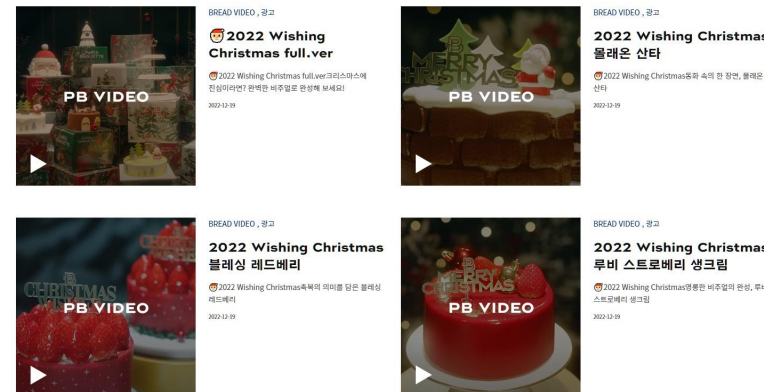 BREAD VIDEO , 광고
🎅2022 Wishing
Christmas full.ver
🎅2022 Wishing Christmas full.ver크리스마스에
진심이라면? 완벽한 비주얼로 완성해 보세요!
2022-12-19
PB VIDEO
BREAD VIDEO , 광고
2022 Wishing Christmas
몰래온 산타
🎅2022 Wishing Christmas동화 속의 한 장면, 몰래온
산타
2022-12-19
B
MERRY
CHRISTMAS
PB VIDEO
BREAD VIDEO , 광고
2022 Wishing Christmas
블레싱 레드베리
🎅2022 Wishing Christmas축복의 의미를 담은 블레싱
레드베리
2022-12-19
CHRISTMAS
WISHES
PB VIDEO
BREAD VIDEO , 광고
2022 Wishing Christmas
루비 스트로베리 생크림
🎅2022 Wishing Christmas영롱한 비주얼의 완성, 루비
스트로베리 생크림
2022-12-19
B
MERRY
CHRISTMAS
PB VIDEO